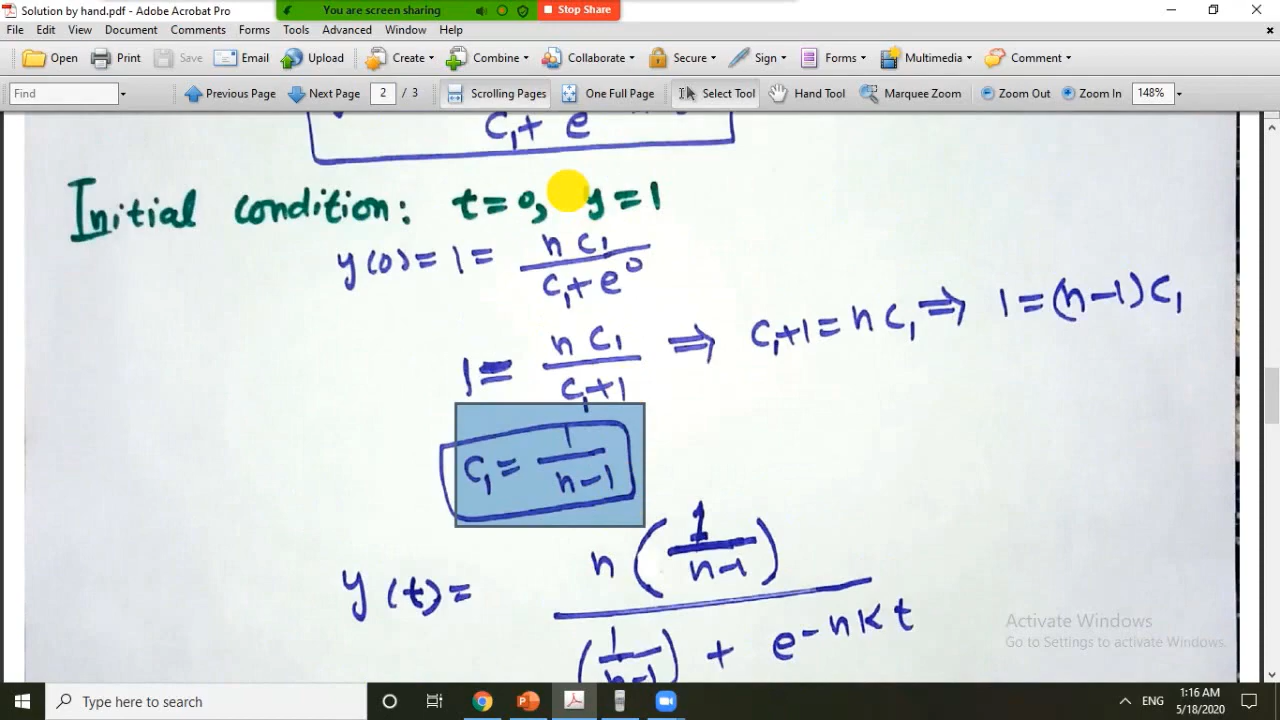 Solution by hand.pdf - Adobe Acrobat Pro
You are screen sharing
Stop Share
File Edit View Document Comments Forms Tools Advanced Window Help
Open Print Save Email Upload Create Combine Collaborate Secure Sign Forms Multimedia Comment
Find Previous Page Next Page 2 / 3 Scrolling Pages One Full Page Select Tool Hand Tool Marquee Zoom Zoom Out Zoom In 148%
C₁ + e
Initial condition: t=0, y=1
y(0) = 1 = n C₁ / C₁ + e⁰
1 = n C₁ / C₁+1 ⇒ C₁+1 = n C₁ ⇒ 1 = (n-1) C₁
C₁ = 1 / n-1
y(t) = n (1 / n-1) / (1 / n-1) + e^-nkt
Activate Windows
Go to Settings to activate Windows.
Type here to search
ENG
1:16 AM
5/18/2020